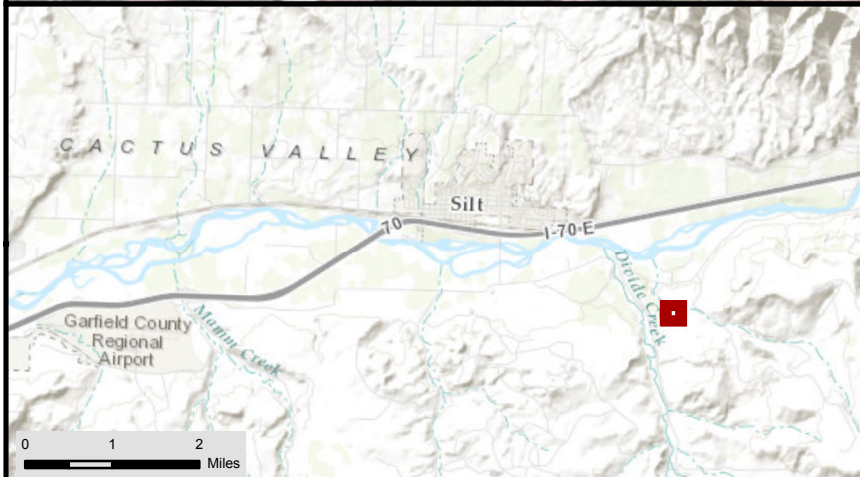 CACTUS VALLEY
Silt
70
I-70 E
Divide Creek
Mamm Creek
Garfield County
Regional
Airport
0 1 2
Miles